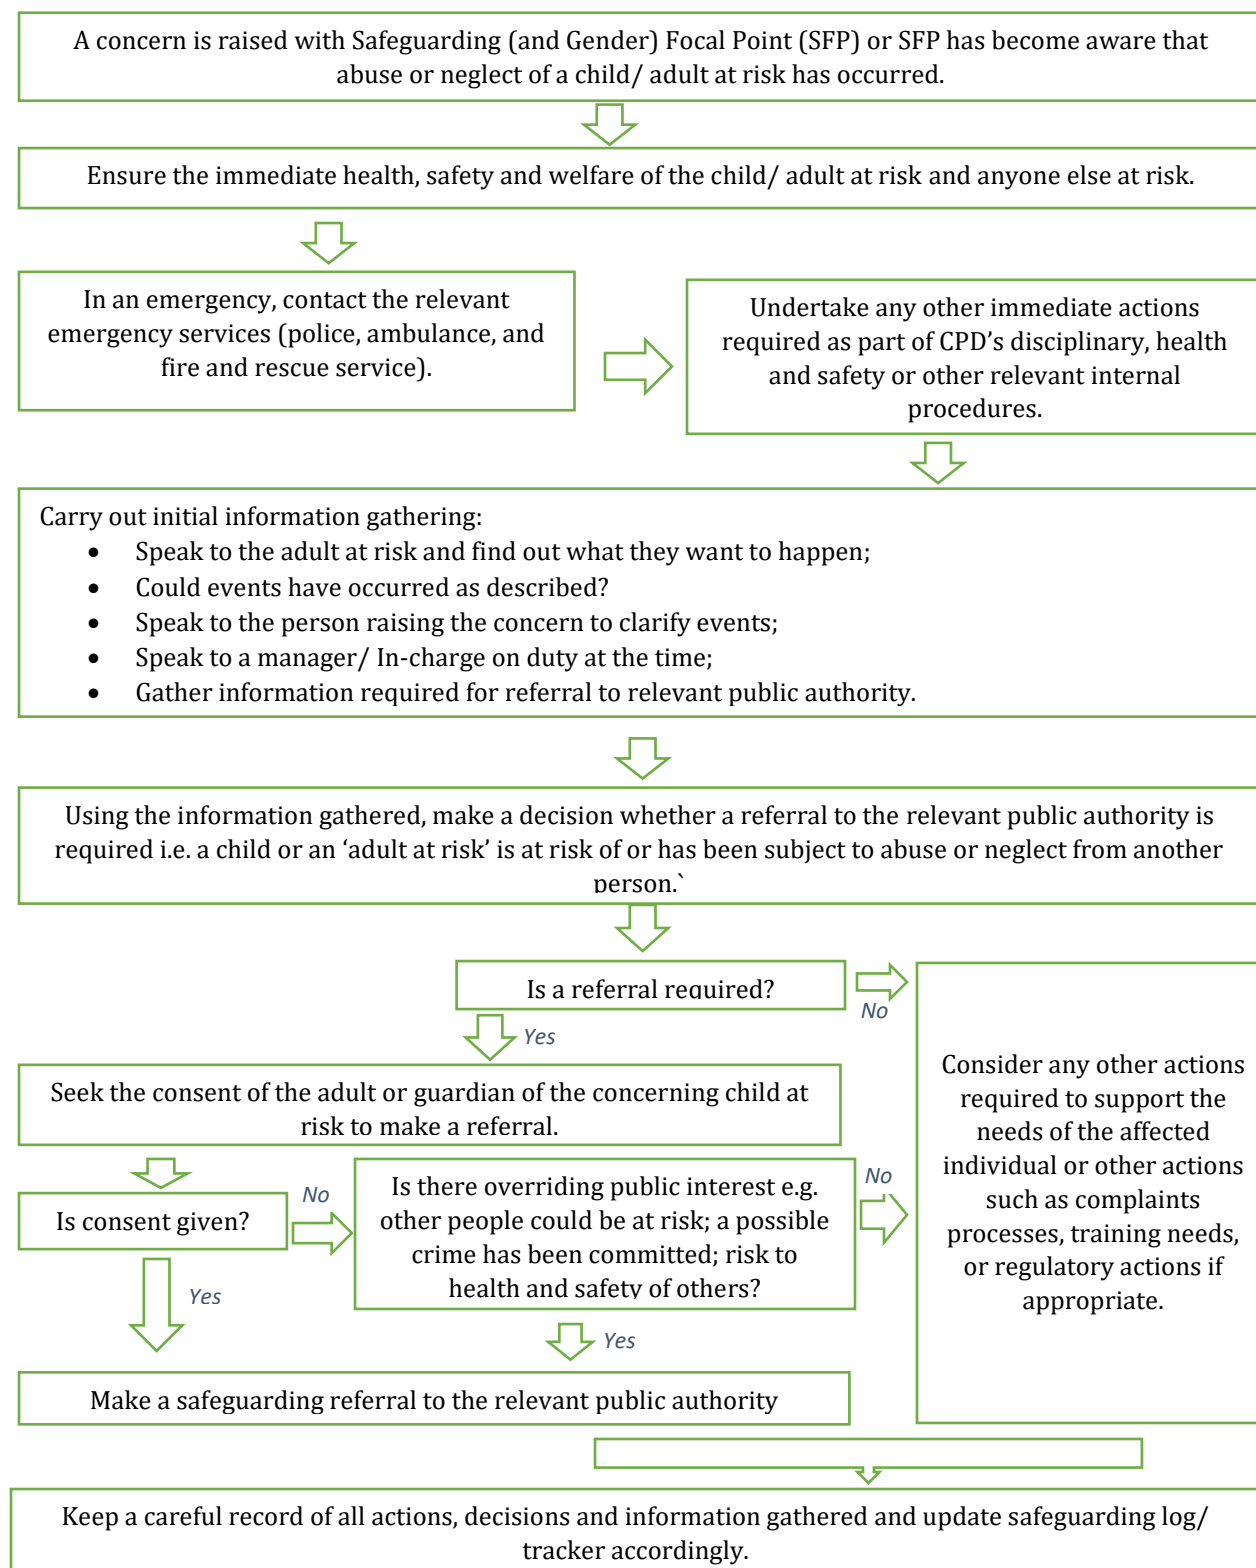 A concern is raised with Safeguarding (and Gender) Focal Point (SFP) or SFP has become aware that
abuse or neglect of a child/ adult at risk has occurred.
Ensure the immediate health, safety and welfare of the child/ adult at risk and anyone else at risk.
In an emergency, contact the relevant
emergency services (police, ambulance, and
fire and rescue service).
Undertake any other immediate actions
required as part of CPD’s disciplinary, health
and safety or other relevant internal
procedures.
Carry out initial information gathering:
• Speak to the adult at risk and find out what they want to happen;
• Could events have occurred as described?
• Speak to the person raising the concern to clarify events;
• Speak to a manager/ In-charge on duty at the time;
• Gather information required for referral to relevant public authority.
Using the information gathered, make a decision whether a referral to the relevant public authority is
required i.e. a child or an ‘adult at risk’ is at risk of or has been subject to abuse or neglect from another
person.`
Is a referral required?
No
Yes
Seek the consent of the adult or guardian of the concerning child at
risk to make a referral.
Is consent given?
No
Yes
Is there overriding public interest e.g.
other people could be at risk; a possible
crime has been committed; risk to
health and safety of others?
No
Yes
Consider any other actions
required to support the
needs of the affected
individual or other actions
such as complaints
processes, training needs,
or regulatory actions if
appropriate.
Make a safeguarding referral to the relevant public authority
Keep a careful record of all actions, decisions and information gathered and update safeguarding log/
tracker accordingly.